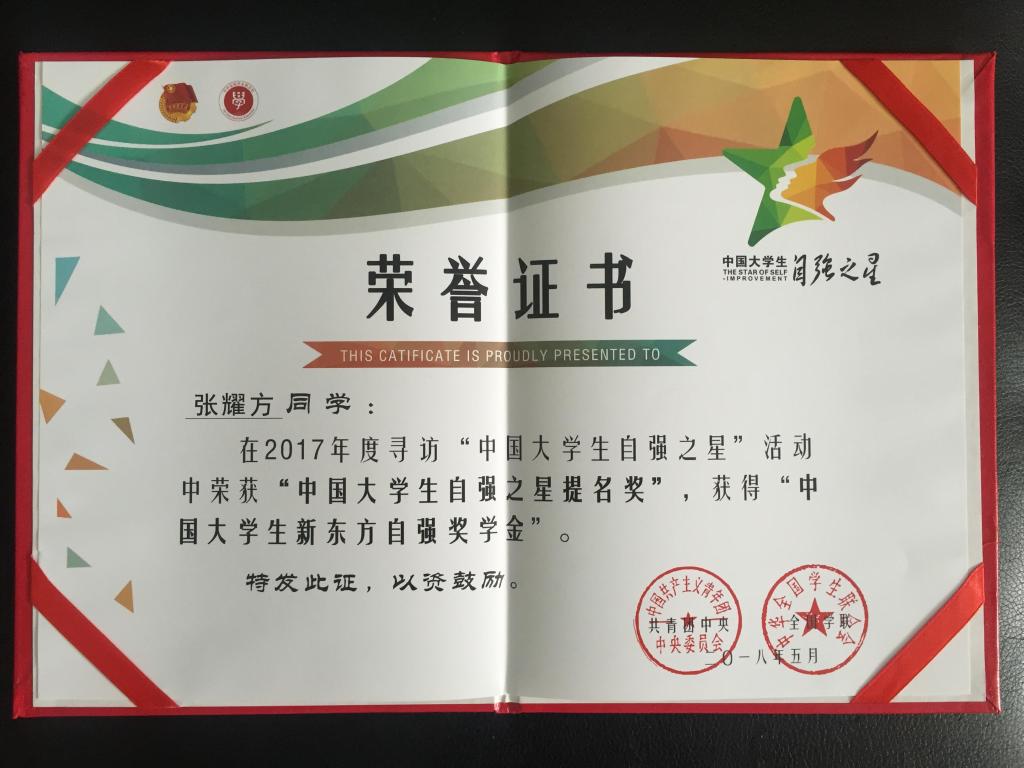 中国大学生
THE STAR OF SELF
-IMPROVEMENT
自强之星
荣誉证书
THIS CATIFICATE IS PROUDLY PRESENTED TO
张耀方同学：
在2017年度寻访“中国大学生自强之星”活动
中荣获“中国大学生自强之星提名奖”，获得“中
国大学生新东方自强奖学金”。
特发此证，以资鼓励。
中国共产主义青年团
中央委员会
中华全国学生联合会
共青团中央
全国学联
二〇一八年五月